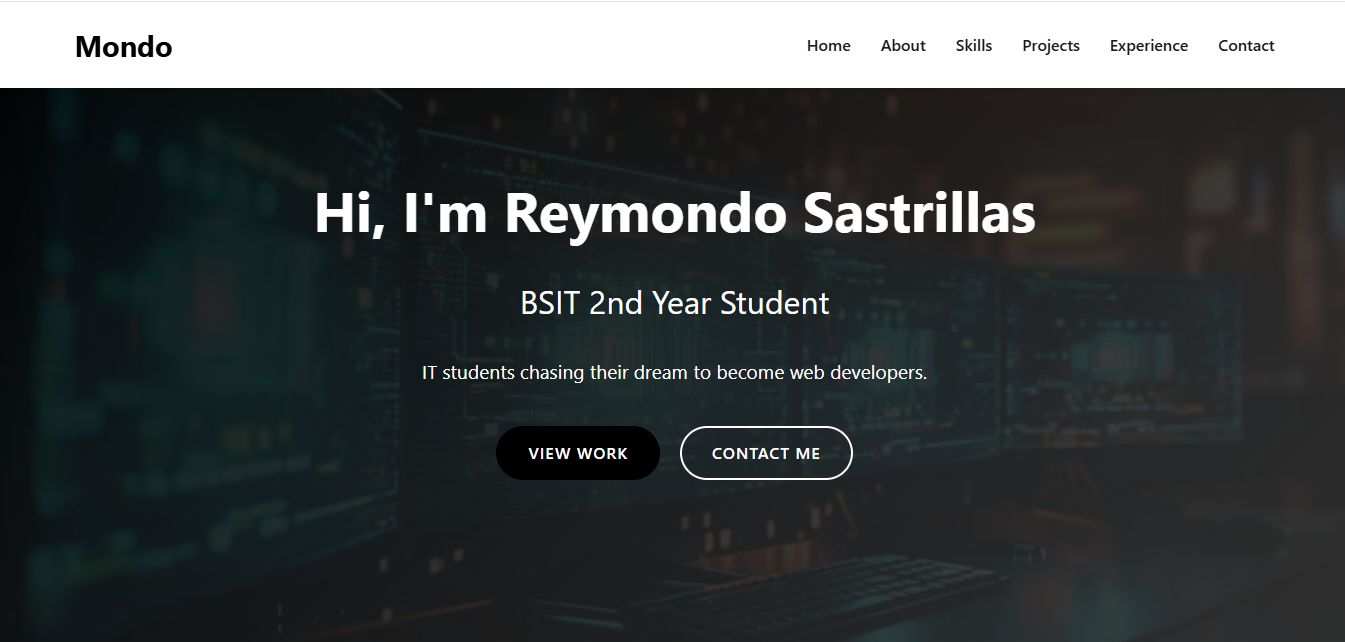 Mondo
Home About Skills Projects Experience Contact
Hi, I'm Reymondo Sastrillas
BSIT 2nd Year Student
IT students chasing their dream to become web developers.
VIEW WORK
CONTACT ME